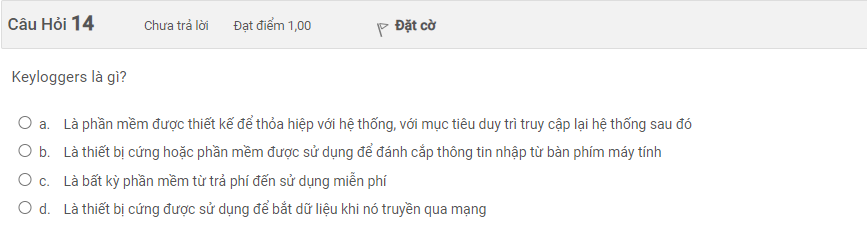 Câu Hỏi 14 Chưa trả lời Đạt điểm 1,00 Đặt cờ
Keyloggers là gì?
a. Là phần mềm được thiết kế để thỏa hiệp với hệ thống, với mục tiêu duy trì truy cập lại hệ thống sau đó
b. Là thiết bị cứng hoặc phần mềm được sử dụng để đánh cắp thông tin nhập từ bàn phím máy tính
c. Là bất kỳ phần mềm từ trả phí đến sử dụng miễn phí
d. Là thiết bị cứng được sử dụng để bắt dữ liệu khi nó truyền qua mạng